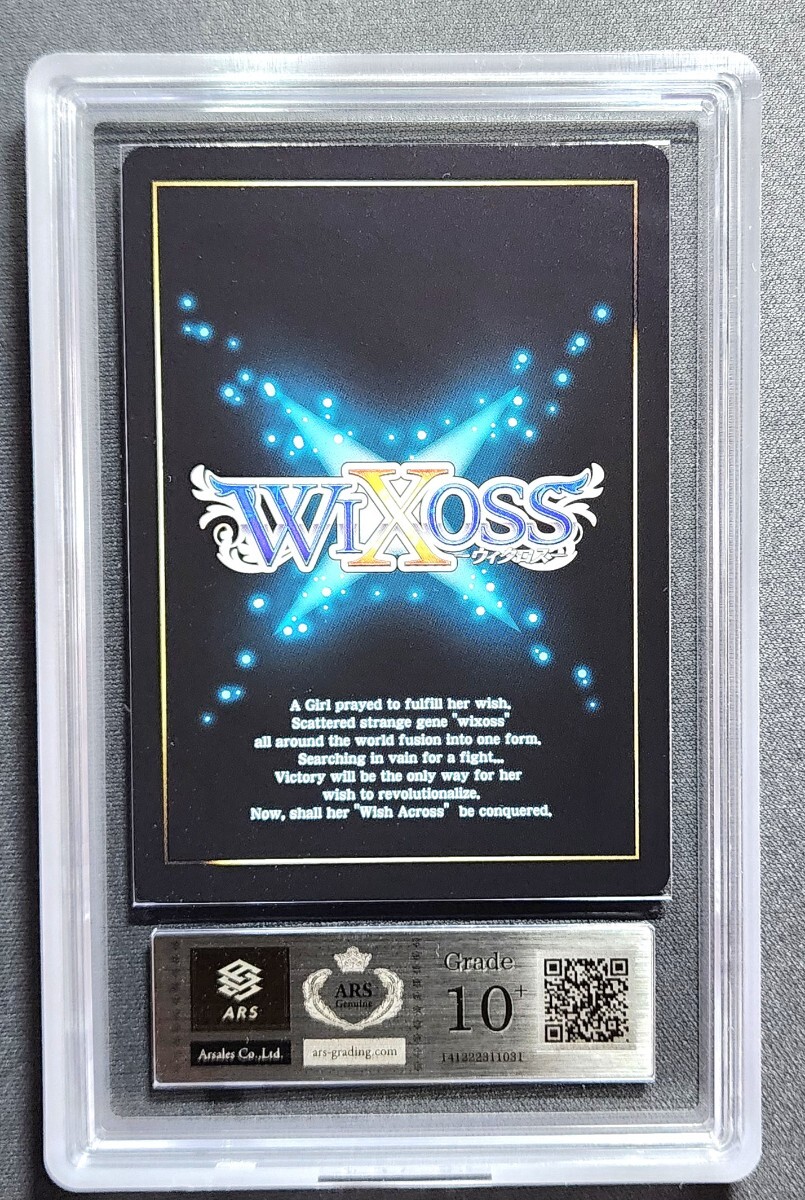 WIXOSS
ーウィクロスー
A Girl prayed to fulfill her wish.
Scattered strange gene "wixoss"
all around the world fusion into one form.
Searching in vain for a fight...
Victory will be the only way for her
wish to revolutionalize.
Now, shall her "Wish Across" be conquered.
ARS
Arsales Co.,Ltd.
ARS
Genuine
ars-grading.com
Grade
10+
141222311031